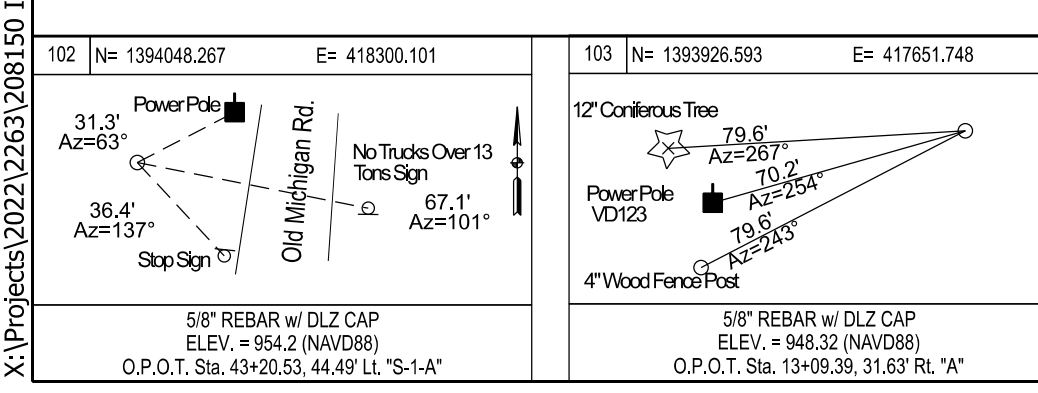 X:\Projects\2022\2263\208150 I
102 N= 1394048.267 E= 418300.101
Power Pole
31.3'
Az=63°
Old Michigan Rd.
No Trucks Over 13
Tons Sign
67.1'
Az=101°
36.4'
Az=137°
Stop Sign
5/8" REBAR w/ DLZ CAP
ELEV. = 954.2 (NAVD88)
O.P.O.T. Sta. 43+20.53, 44.49' Lt. "S-1-A"
103 N= 1393926.593 E= 417651.748
12" Coniferous Tree
79.6'
Az=267°
70.2'
Az=254°
Power Pole
VD123
79.6'
Az=243°
4" Wood Fence Post
5/8" REBAR w/ DLZ CAP
ELEV. = 948.32 (NAVD88)
O.P.O.T. Sta. 13+09.39, 31.63' Rt. "A"